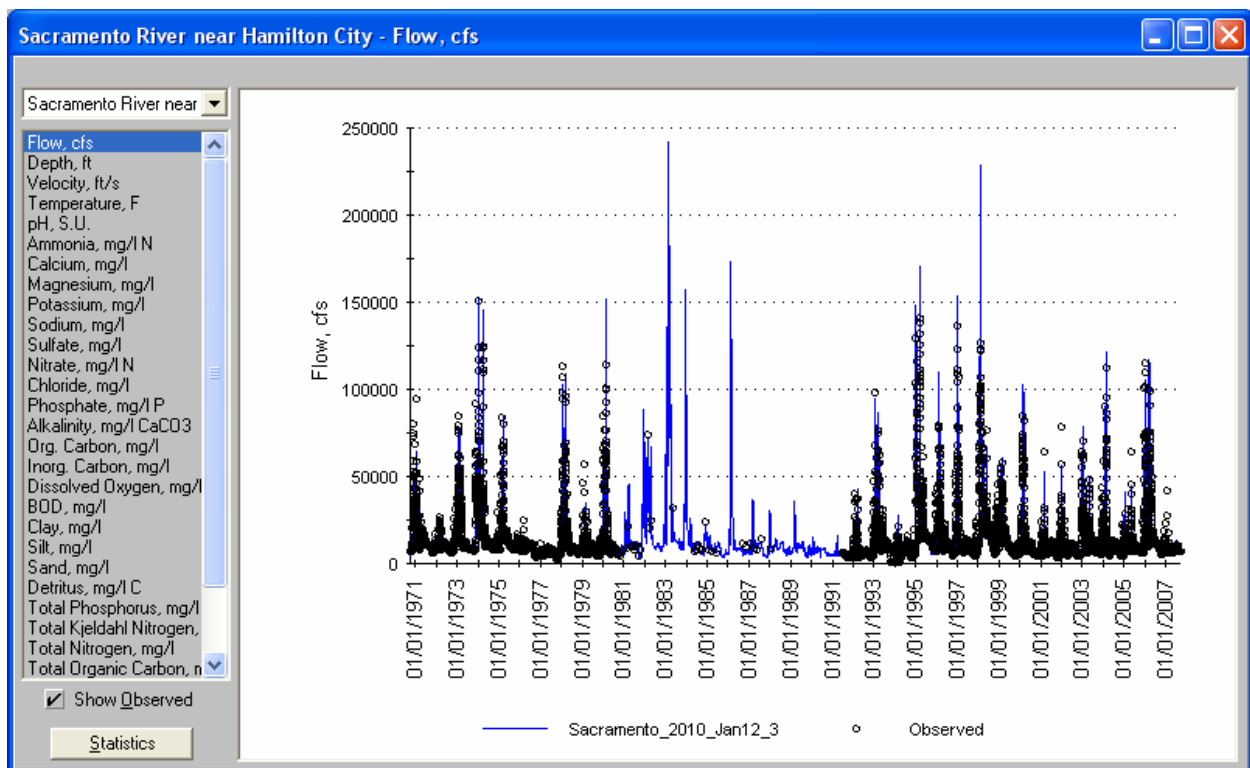 Sacramento River near Hamilton City - Flow, cfs
Sacramento River near
Flow, cfs
Depth, ft
Velocity, ft/s
Temperature, F
pH, S.U.
Ammonia, mg/l N
Calcium, mg/l
Magnesium, mg/l
Potassium, mg/l
Sodium, mg/l
Sulfate, mg/l
Nitrate, mg/l N
Chloride, mg/l
Phosphate, mg/l P
Alkalinity, mg/l CaCO3
Org. Carbon, mg/l
Inorg. Carbon, mg/l
Dissolved Oxygen, mg/l
BOD, mg/l
Clay, mg/l
Silt, mg/l
Sand, mg/l
Detritus, mg/l C
Total Phosphorus, mg/l
Total Kjeldahl Nitrogen,
Total Nitrogen, mg/l
Total Organic Carbon, m
Show Observed
Statistics
Flow, cfs
250000
200000
150000
100000
50000
0
01/01/1971
01/01/1973
01/01/1975
01/01/1977
01/01/1979
01/01/1981
01/01/1983
01/01/1985
01/01/1987
01/01/1989
01/01/1991
01/01/1993
01/01/1995
01/01/1997
01/01/1999
01/01/2001
01/01/2003
01/01/2005
01/01/2007
Sacramento_2010_Jan12_3
Observed